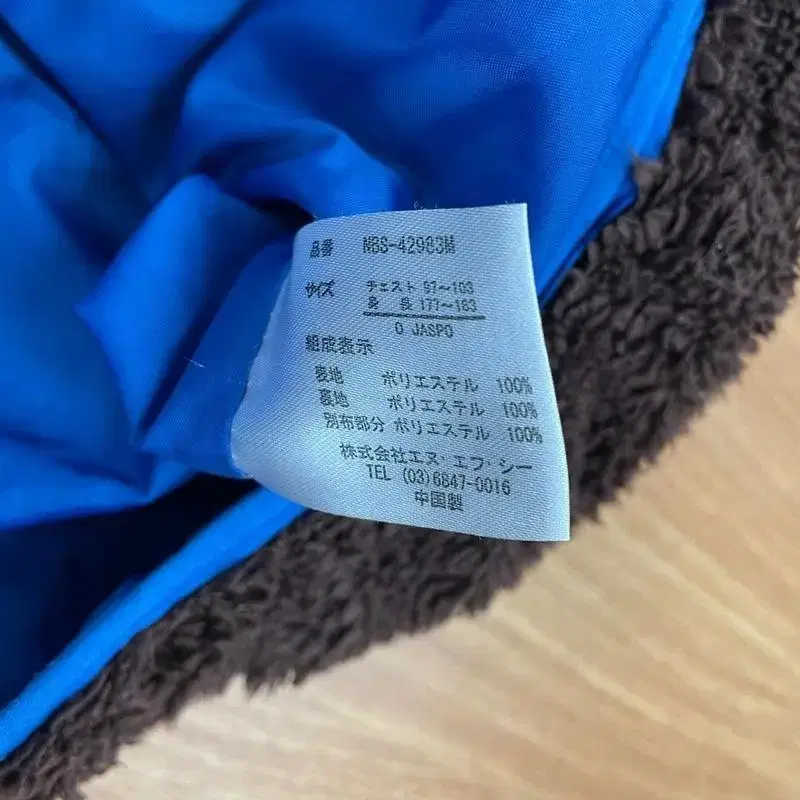 品番 NBS-42983M
サイズ チェスト 97~103
身長 177~183
O JASPO
組成表示
表地 ポリエステル 100%
裏地 ポリエステル 100%
別布部分 ポリエステル 100%
株式会社エヌ・エフ・シー
TEL (03)6847-0016
中国製